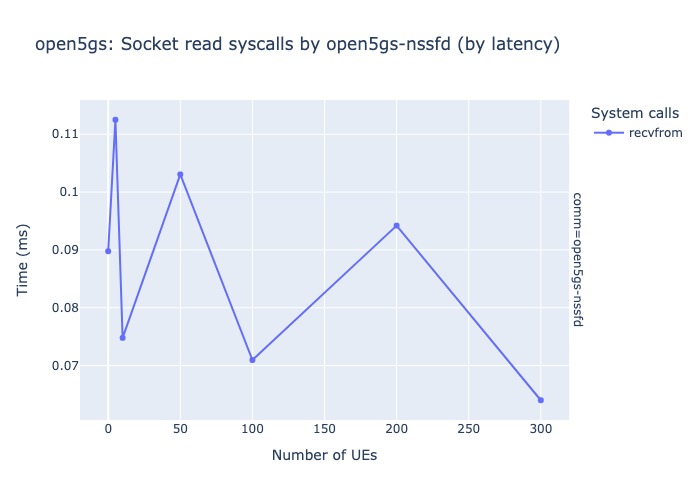 open5gs: Socket read syscalls by open5gs-nssfd (by latency)
System calls
recvfrom
0.11
0.1
0.09
0.08
0.07
Time (ms)
comm=open5gs-nssfd
0 50 100 150 200 250 300
Number of UEs